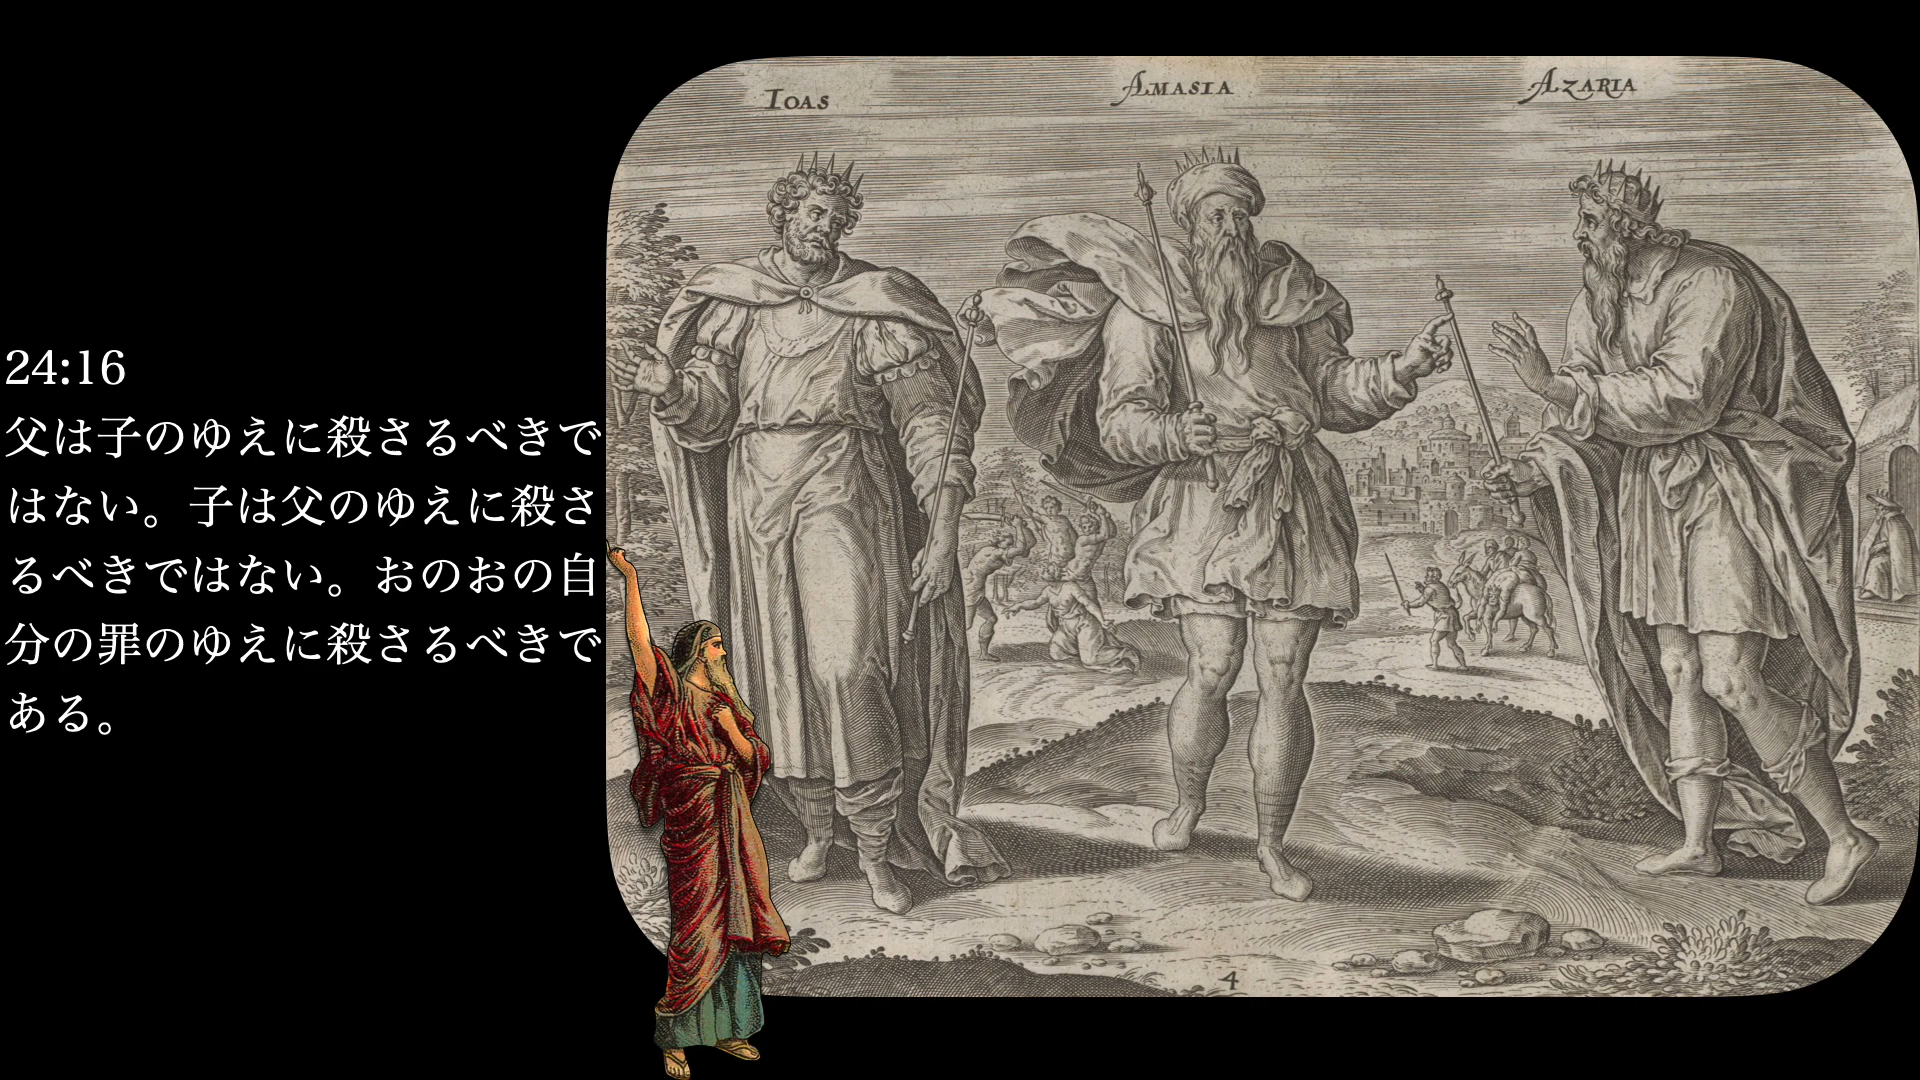 24:16
父は子のゆえに殺さるべきで
はない。子は父のゆえに殺さ
るべきではない。おのおの自
分の罪のゆえに殺さるべきで
ある。
IOAS
AMASIA
AZARIA
4